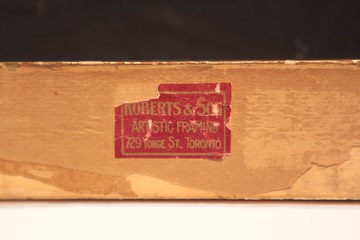 ROBERTS & SON
ARTISTIC FRAMING
729 YONGE ST., TORONTO